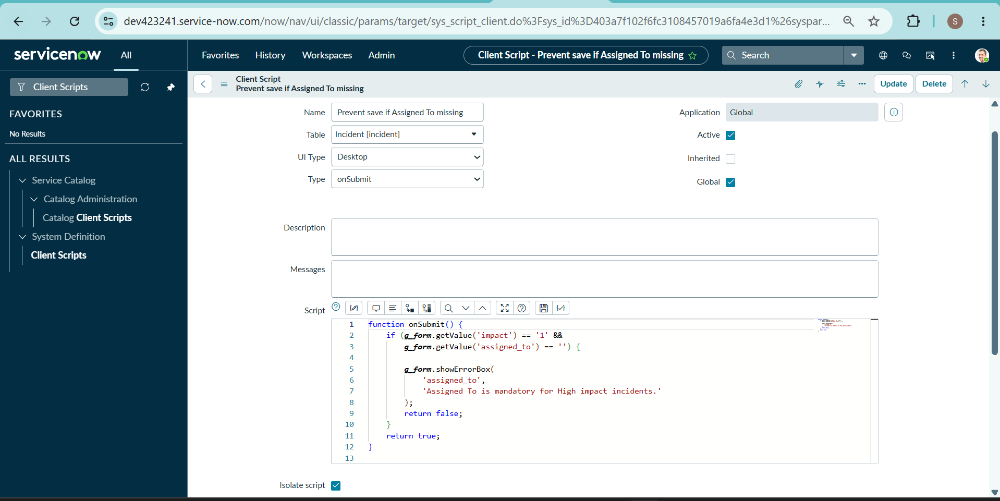 dev423241.service-now.com/now/nav/ui/classic/params/target/sys_script_client.do%3Fsys_id%3D403a7f102f6fc3108457019a6fa4e3d1%26syspar...
S
servicenow
All
Favorites
History
Workspaces
Admin
Client Script - Prevent save if Assigned To missing
Search
Client Scripts
FAVORITES
No Results
ALL RESULTS
Service Catalog
Catalog Administration
Catalog Client Scripts
System Definition
Client Scripts
Client Script
Prevent save if Assigned To missing
Update
Delete
Name
Prevent save if Assigned To missing
Application
Global
Table
Incident [incident]
Active
UI Type
Desktop
Inherited
Type
onSubmit
Global
Description
Messages
Script
1 function onSubmit() {
2 if (g_form.getValue('impact') == '1' &&
3 g_form.getValue('assigned_to') == '') {
4
5 g_form.showErrorBox(
6 'assigned_to',
7 'Assigned To is mandatory for High impact incidents.'
8 );
9 return false;
10 }
11 return true;
12 }
13
Isolate script